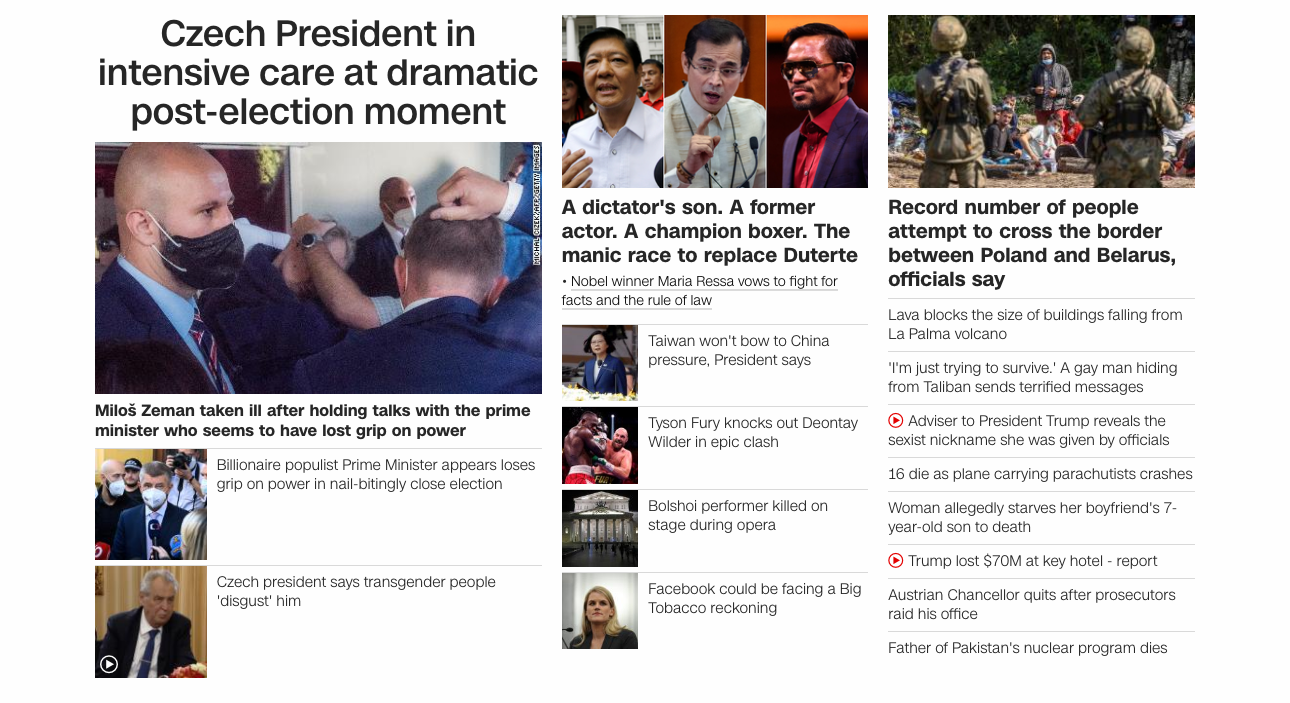 Czech President in
intensive care at dramatic
post-election moment
MICHAL CIZEK/AFP/GETTY IMAGES
Miloš Zeman taken ill after holding talks with the prime
minister who seems to have lost grip on power
Billionaire populist Prime Minister appears loses
grip on power in nail-bitingly close election
Czech president says transgender people
'disgust' him
A dictator's son. A former
actor. A champion boxer. The
manic race to replace Duterte
• Nobel winner Maria Ressa vows to fight for
facts and the rule of law
Taiwan won't bow to China
pressure, President says
Tyson Fury knocks out Deontay
Wilder in epic clash
Bolshoi performer killed on
stage during opera
Facebook could be facing a Big
Tobacco reckoning
Record number of people
attempt to cross the border
between Poland and Belarus,
officials say
Lava blocks the size of buildings falling from
La Palma volcano
'I'm just trying to survive.' A gay man hiding
from Taliban sends terrified messages
Adviser to President Trump reveals the
sexist nickname she was given by officials
16 die as plane carrying parachutists crashes
Woman allegedly starves her boyfriend's 7-
year-old son to death
Trump lost $70M at key hotel - report
Austrian Chancellor quits after prosecutors
raid his office
Father of Pakistan's nuclear program dies